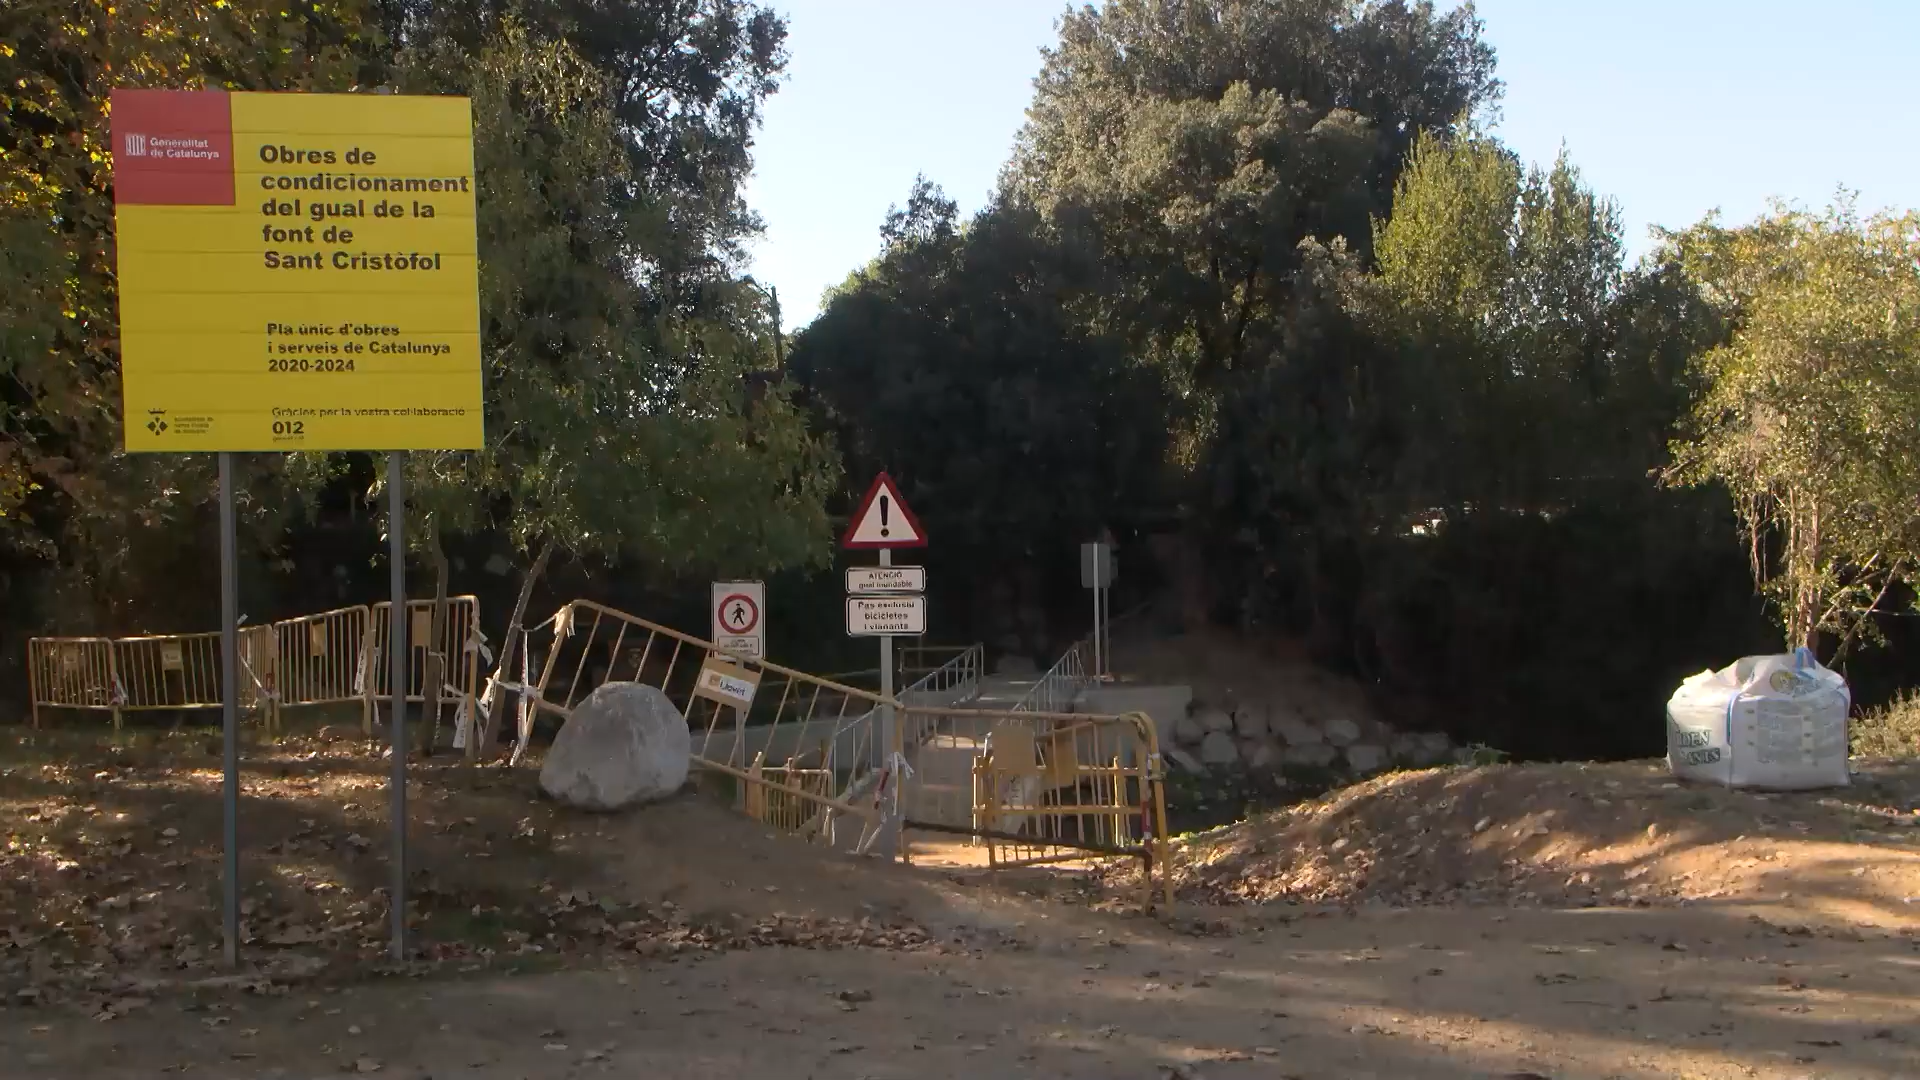 Generalitat
de Catalunya
Obres de
condicionament
del gual de la
font de
Sant Cristòfol
Pla únic d'obres
i serveis de Catalunya
2020-2024
Gràcies per la vostra col·laboració
012
ATENCIÓ
gual inundable
Pas exclusiu
bicicletes
i vianants